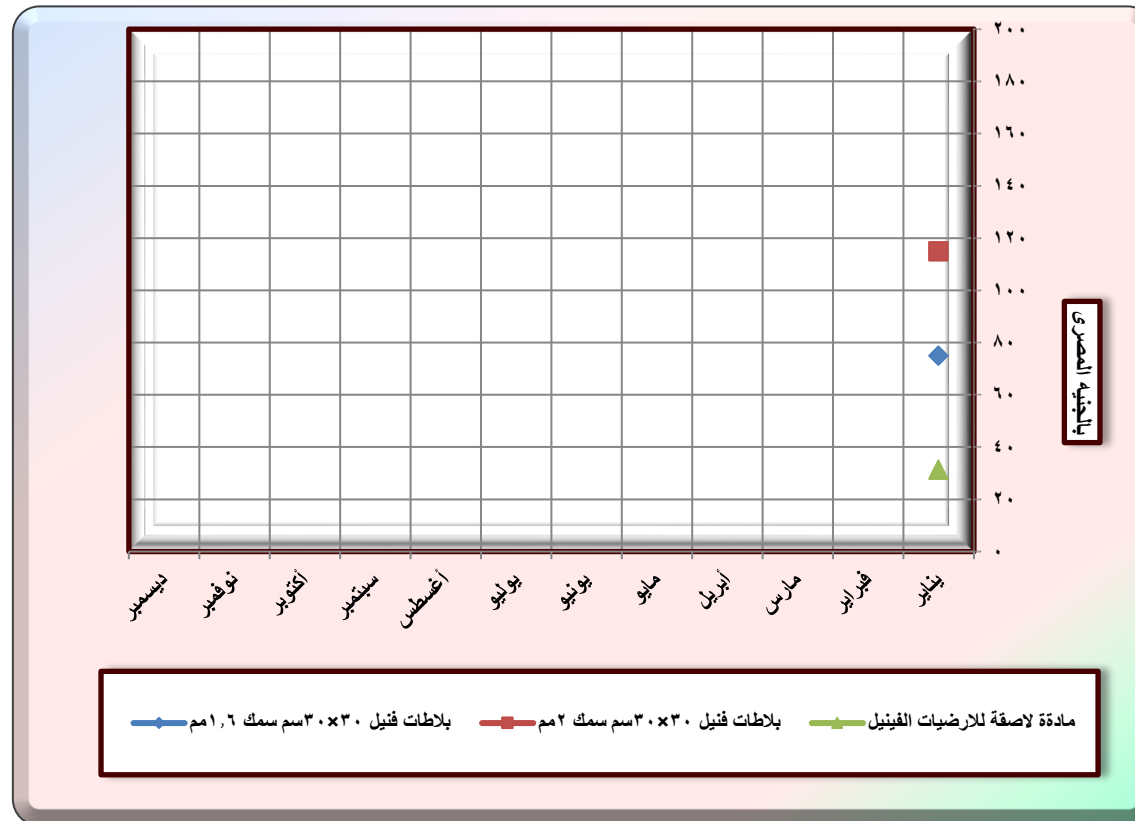 ٢٠٠
١٨٠
١٦٠
١٤٠
١٢٠
١٠٠
٨٠
٦٠
٤٠
٢٠
٠
بالجنيه المصرى
يناير
فبراير
مارس
أبريل
مايو
يونيو
يوليو
أغسطس
سبتمبر
أكتوبر
نوفمبر
ديسمبر
مادةة لاصقة للارضيات الفينيل
بلاطات فنيل ٣٠×٣٠سم سمك ٢مم
بلاطات فنيل ٣٠×٣٠سم سمك ١,٦مم